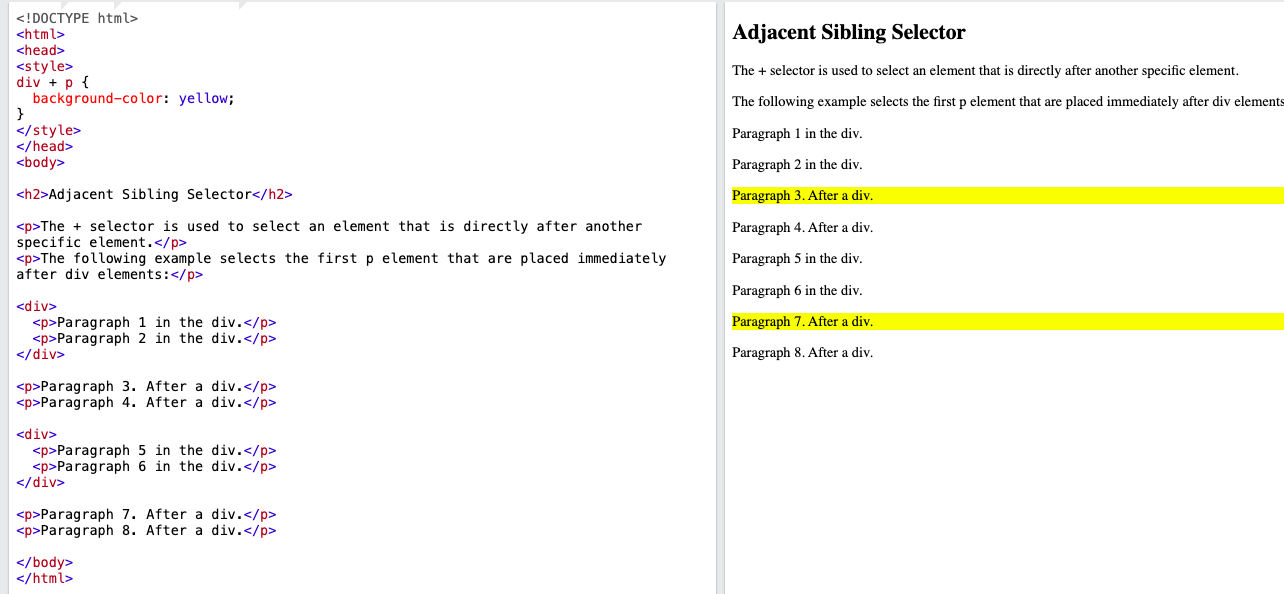 <!DOCTYPE html>
<html>
<head>
<style>
div + p {
  background-color: yellow;
}
</style>
</head>
<body>

<h2>Adjacent Sibling Selector</h2>

<p>The + selector is used to select an element that is directly after another
specific element.</p>
<p>The following example selects the first p element that are placed immediately
after div elements:</p>

<div>
  <p>Paragraph 1 in the div.</p>
  <p>Paragraph 2 in the div.</p>
</div>

<p>Paragraph 3. After a div.</p>
<p>Paragraph 4. After a div.</p>

<div>
  <p>Paragraph 5 in the div.</p>
  <p>Paragraph 6 in the div.</p>
</div>

<p>Paragraph 7. After a div.</p>
<p>Paragraph 8. After a div.</p>

</body>
</html>

Adjacent Sibling Selector
The + selector is used to select an element that is directly after another specific element.
The following example selects the first p element that are placed immediately after div elements
Paragraph 1 in the div.
Paragraph 2 in the div.
Paragraph 3. After a div.
Paragraph 4. After a div.
Paragraph 5 in the div.
Paragraph 6 in the div.
Paragraph 7. After a div.
Paragraph 8. After a div.